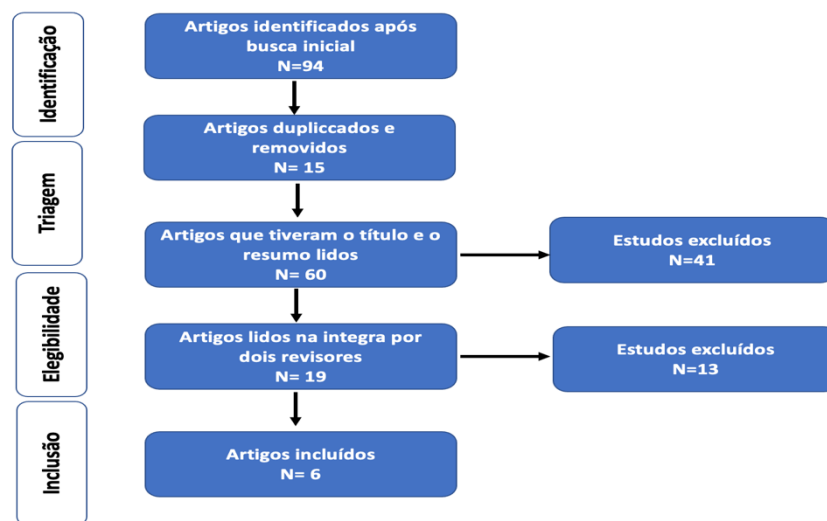 Identificação
Artigos identificados após
busca inicial
N=94
Artigos dupliccados e
removidos
N= 15
Triagem
Artigos que tiveram o título e o
resumo lidos
N= 60
Estudos excluídos
N=41
Elegibilidade
Artigos lidos na integra por
dois revisores
N= 19
Estudos excluídos
N=13
Inclusão
Artigos incluídos
N= 6